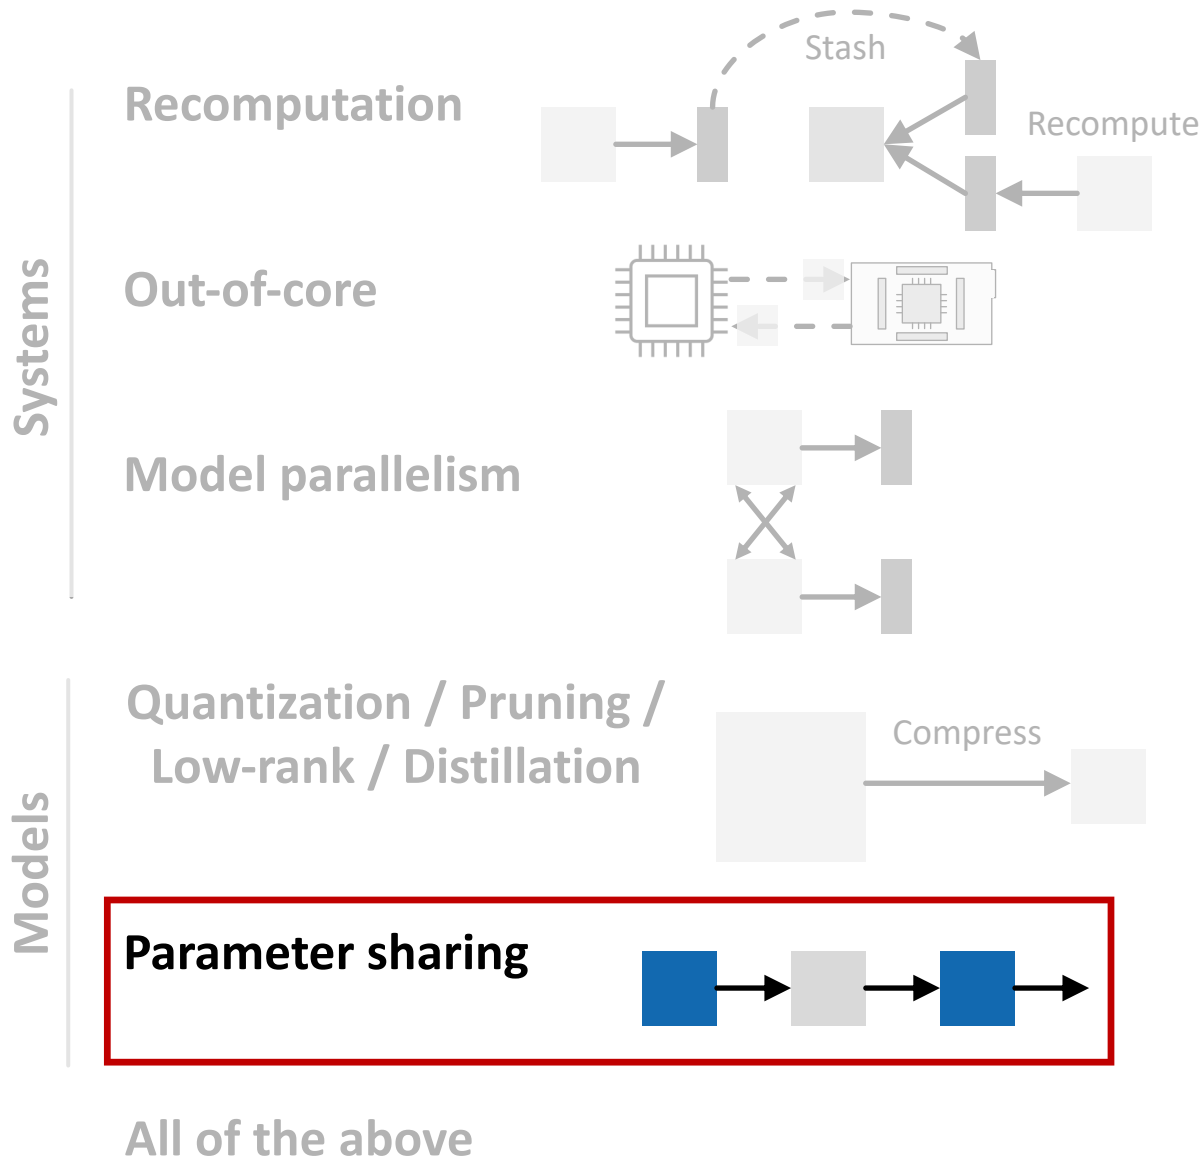 Systems
Recomputation
Stash
Recompute
Out-of-core
Model parallelism
Models
Quantization / Pruning /
Low-rank / Distillation
Compress
Parameter sharing
All of the above